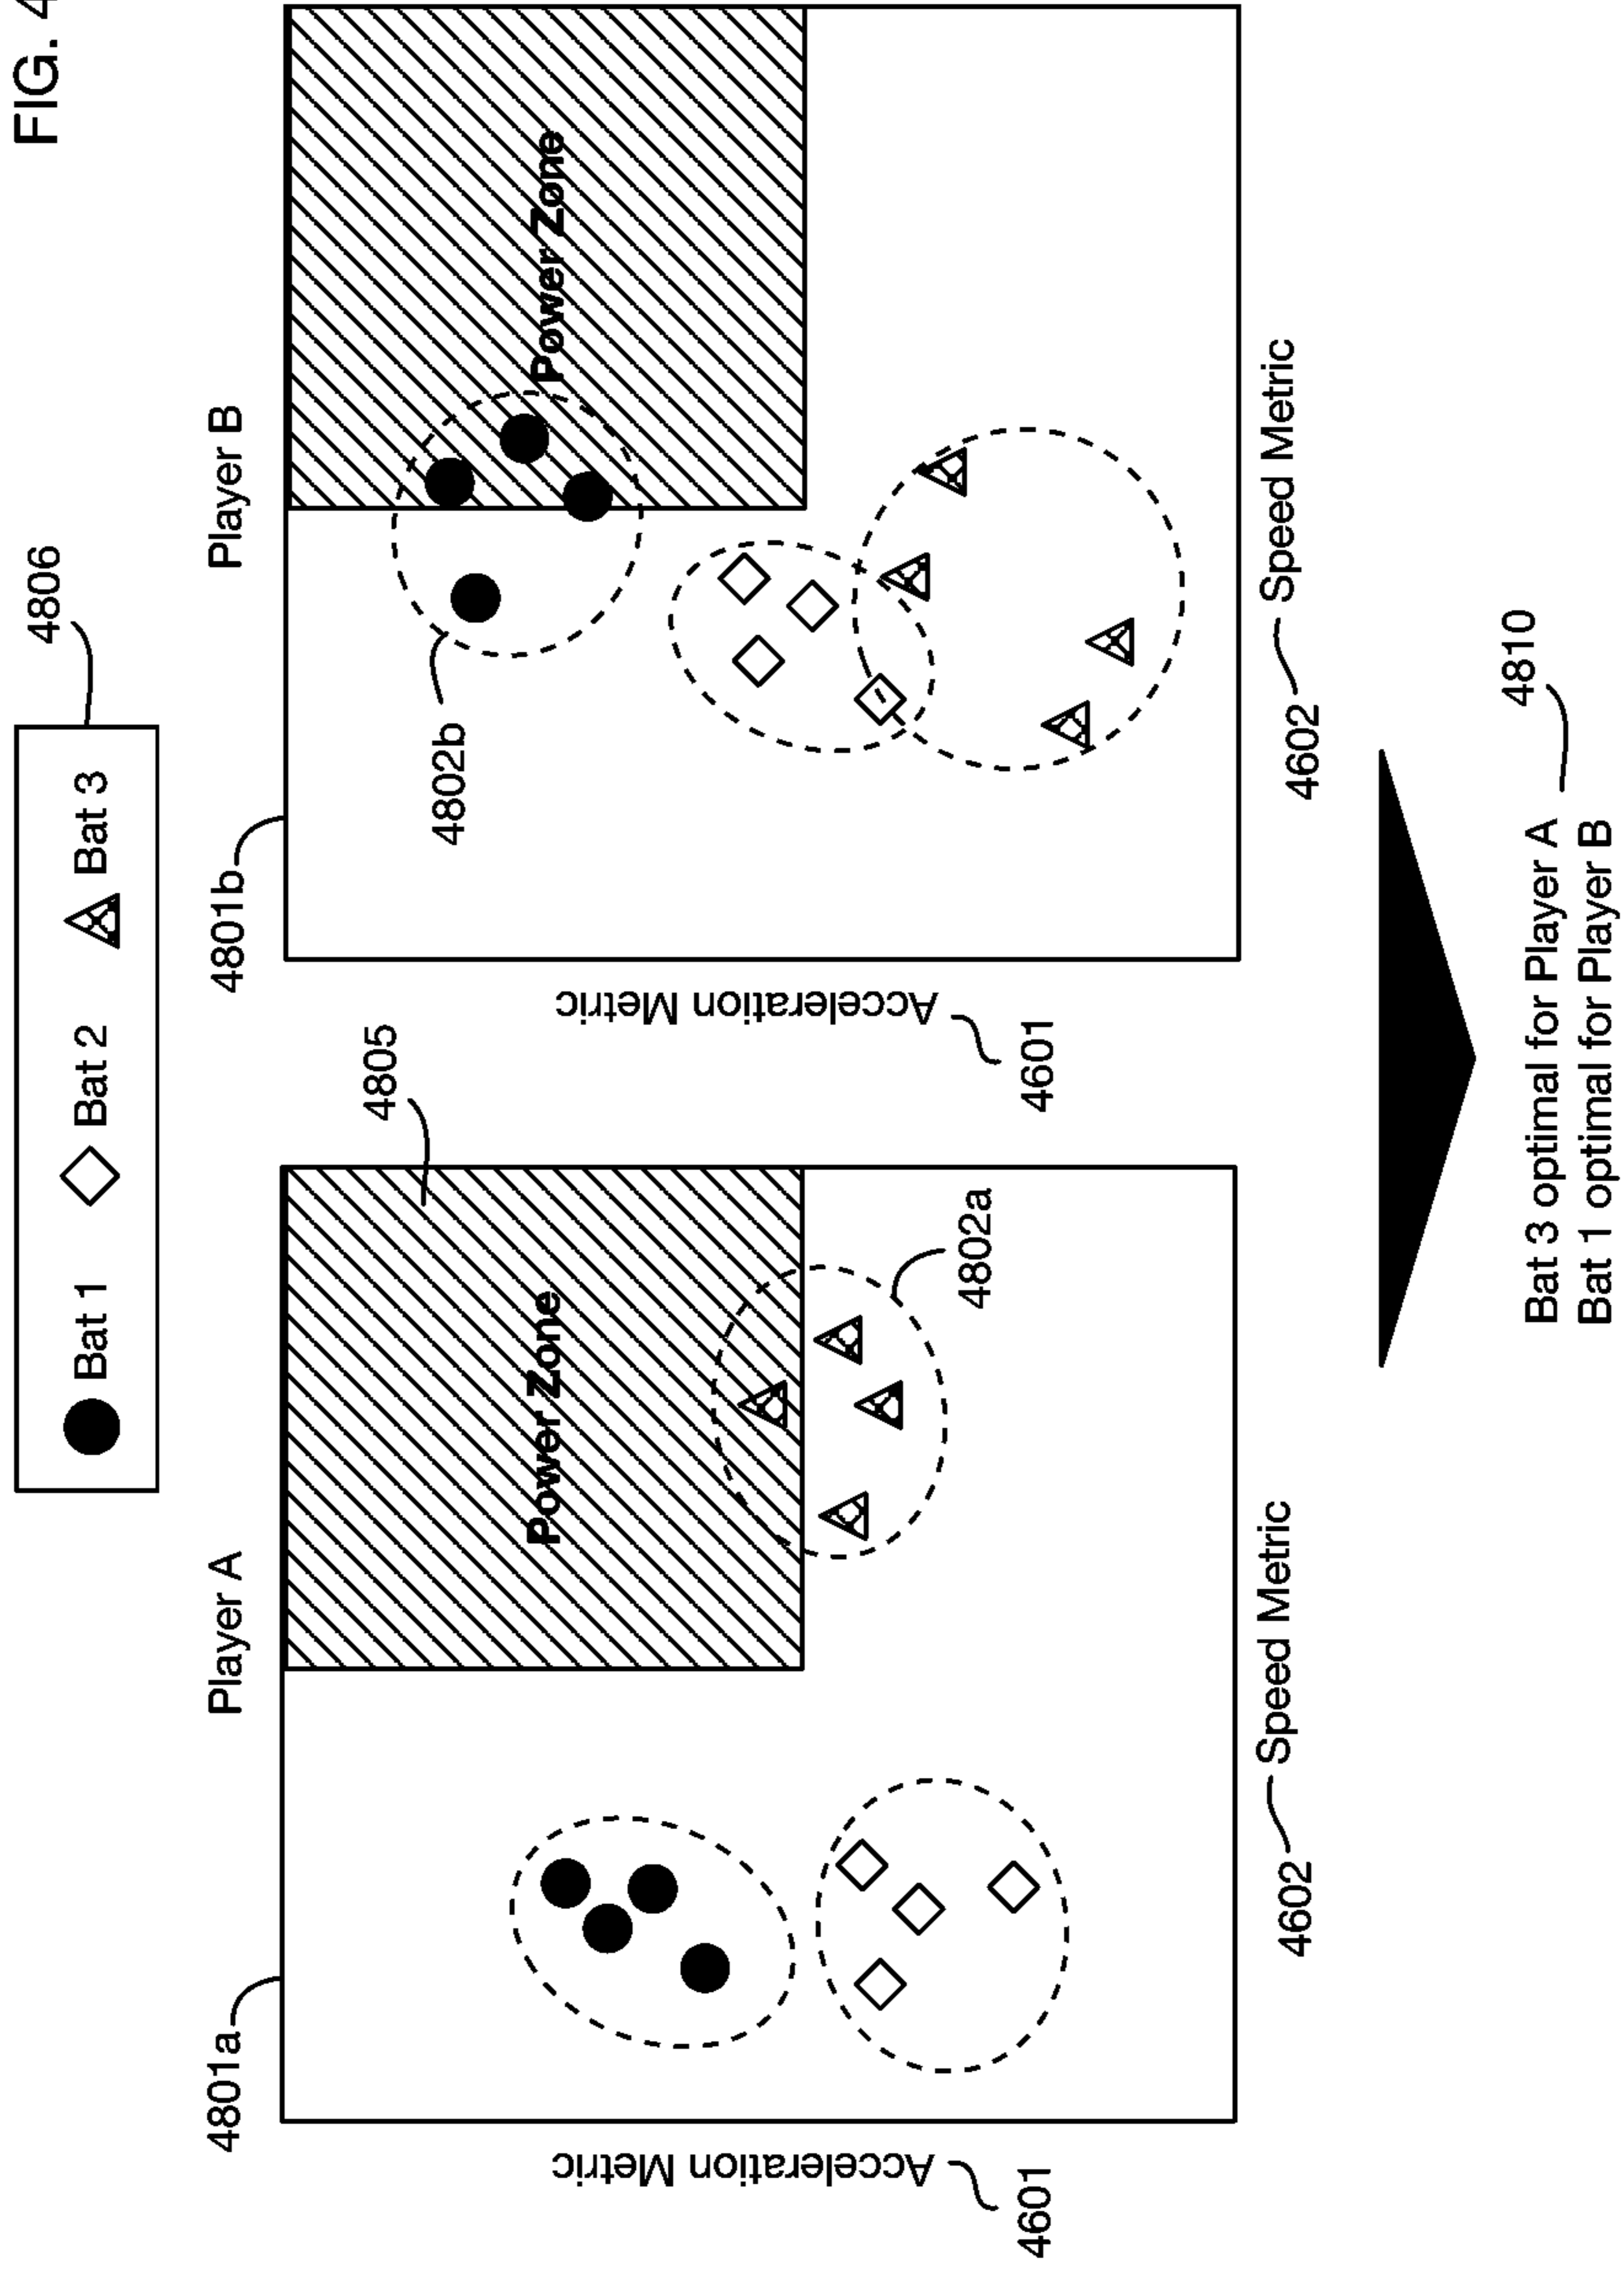 FIG. 4
4806
Bat 1 Bat 2 Bat 3
Player A
Player B
4801a
4801b
4805
4802b
Power Zone
Power Zone
4802a
Acceleration Metric
Acceleration Metric
4601
4601
4602 Speed Metric
4602 Speed Metric
4810
Bat 3 optimal for Player A
Bat 1 optimal for Player B